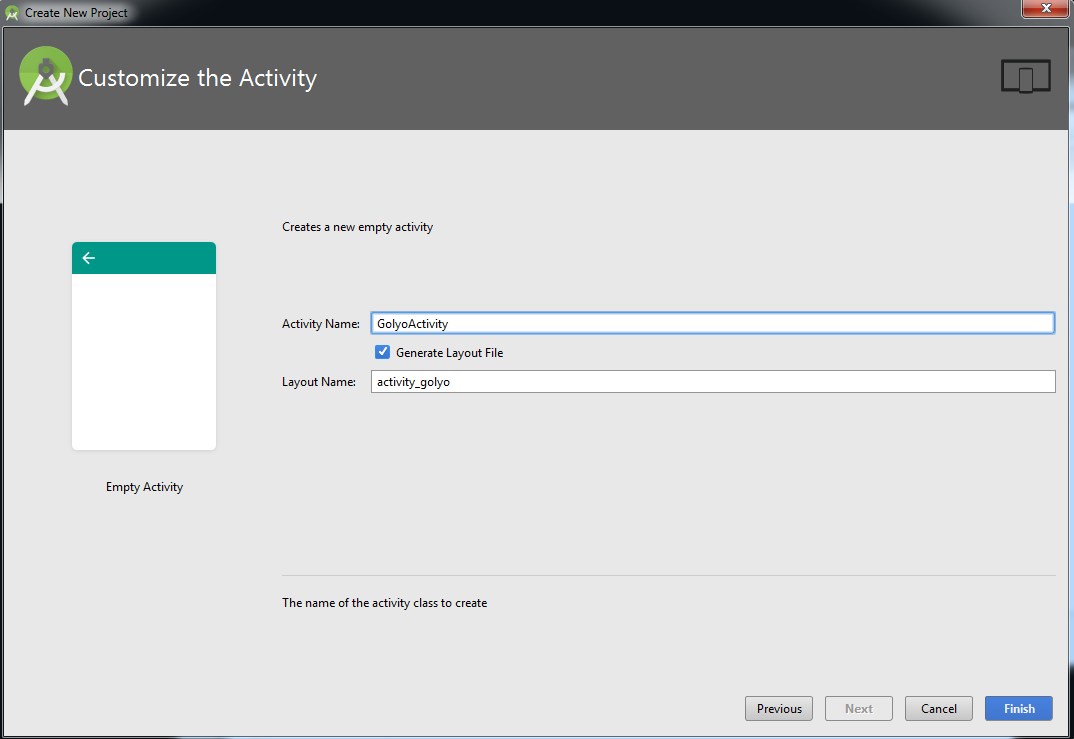 Create New Project
Customize the Activity
Creates a new empty activity
Activity Name: GolyoActivity
Generate Layout File
Layout Name: activity_golyo
Empty Activity
The name of the activity class to create
Previous Next Cancel Finish